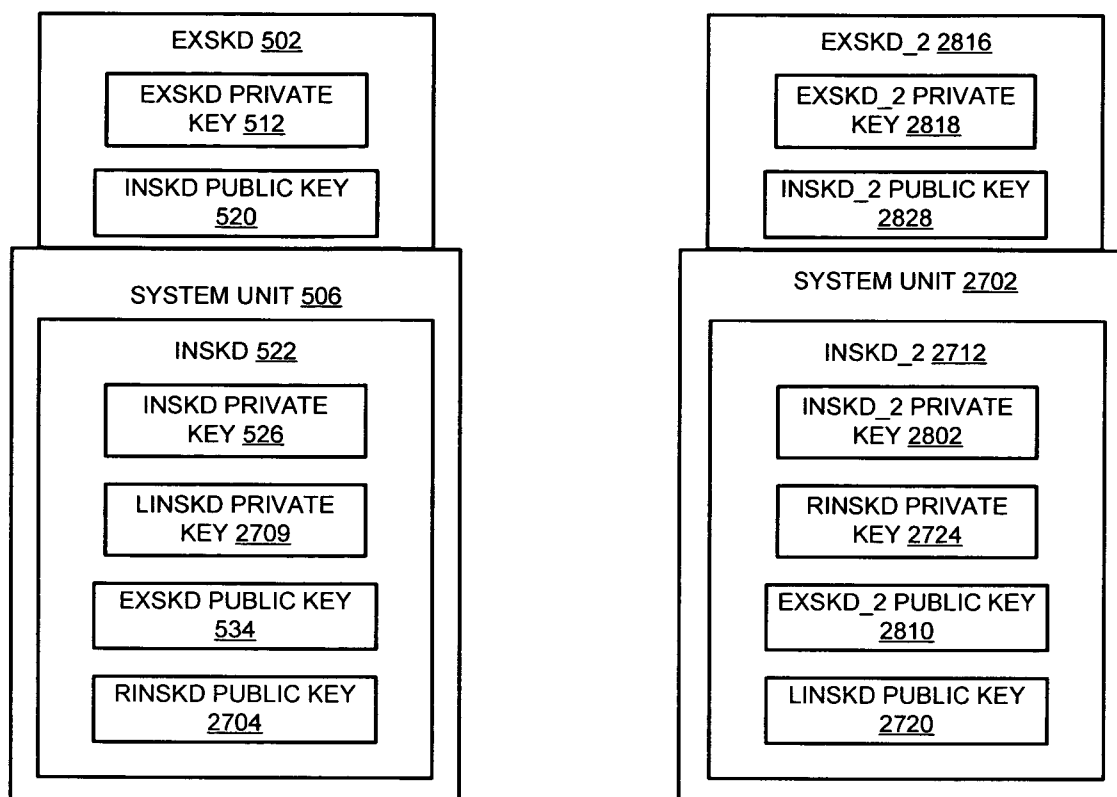 EXSKD 502
EXSKD PRIVATE
KEY 512
INSKD PUBLIC KEY
520
SYSTEM UNIT 506
INSKD 522
INSKD PRIVATE
KEY 526
LINSKD PRIVATE
KEY 2709
EXSKD PUBLIC KEY
534
RINSKD PUBLIC KEY
2704
EXSKD_2 2816
EXSKD_2 PRIVATE
KEY 2818
INSKD_2 PUBLIC KEY
2828
SYSTEM UNIT 2702
INSKD_2 2712
INSKD_2 PRIVATE
KEY 2802
RINSKD PRIVATE
KEY 2724
EXSKD_2 PUBLIC KEY
2810
LINSKD PUBLIC KEY
2720